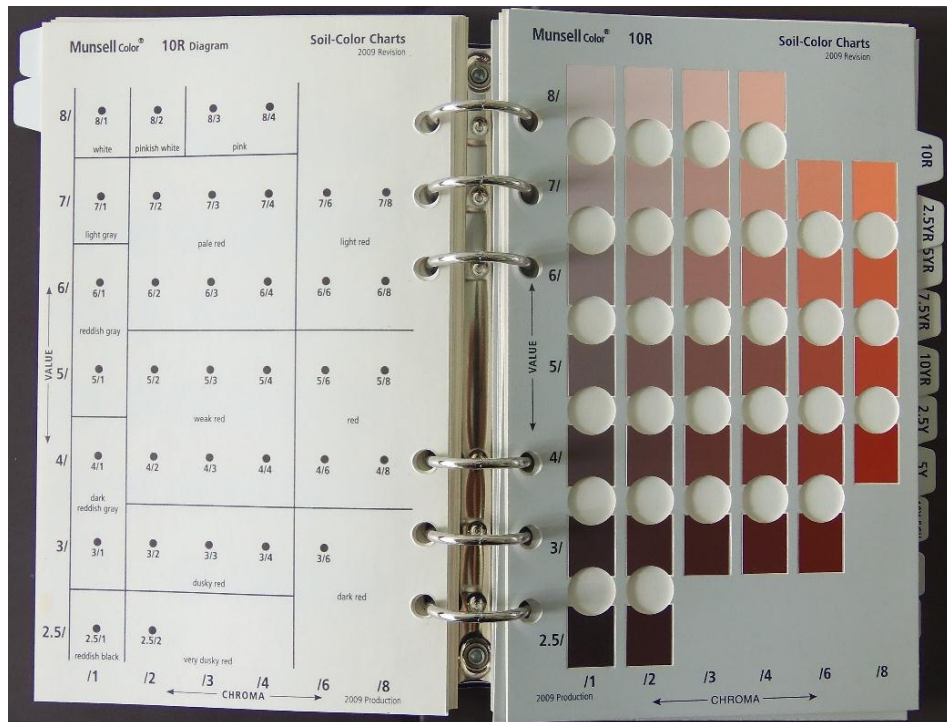 Munsell Color® 10R Diagram Soil-Color Charts
2009 Revision
8/ 8/1 8/2 8/3 8/4
white pinkish white pink
7/ 7/1 7/2 7/3 7/4 7/6 7/8
light gray pale red light red
6/ 6/1 6/2 6/3 6/4 6/6 6/8
reddish gray
VALUE
5/ 5/1 5/2 5/3 5/4 5/6 5/8
weak red red
4/ 4/1 4/2 4/3 4/4 4/6 4/8
dark
reddish gray
3/ 3/1 3/2 3/3 3/4 3/6
dusky red dark red
2.5/ 2.5/1 2.5/2
reddish black very dusky red
/1 /2 /3 /4 /6 /8
CHROMA
2009 Production
Munsell Color® 10R Soil-Color Charts
2009 Revision
8/
7/
6/
VALUE
5/
4/
3/
2.5/
/1 /2 /3 /4 /6 /8
CHROMA
2009 Production
10R
2.5YR
5YR
7.5YR
10YR
2.5Y
5Y